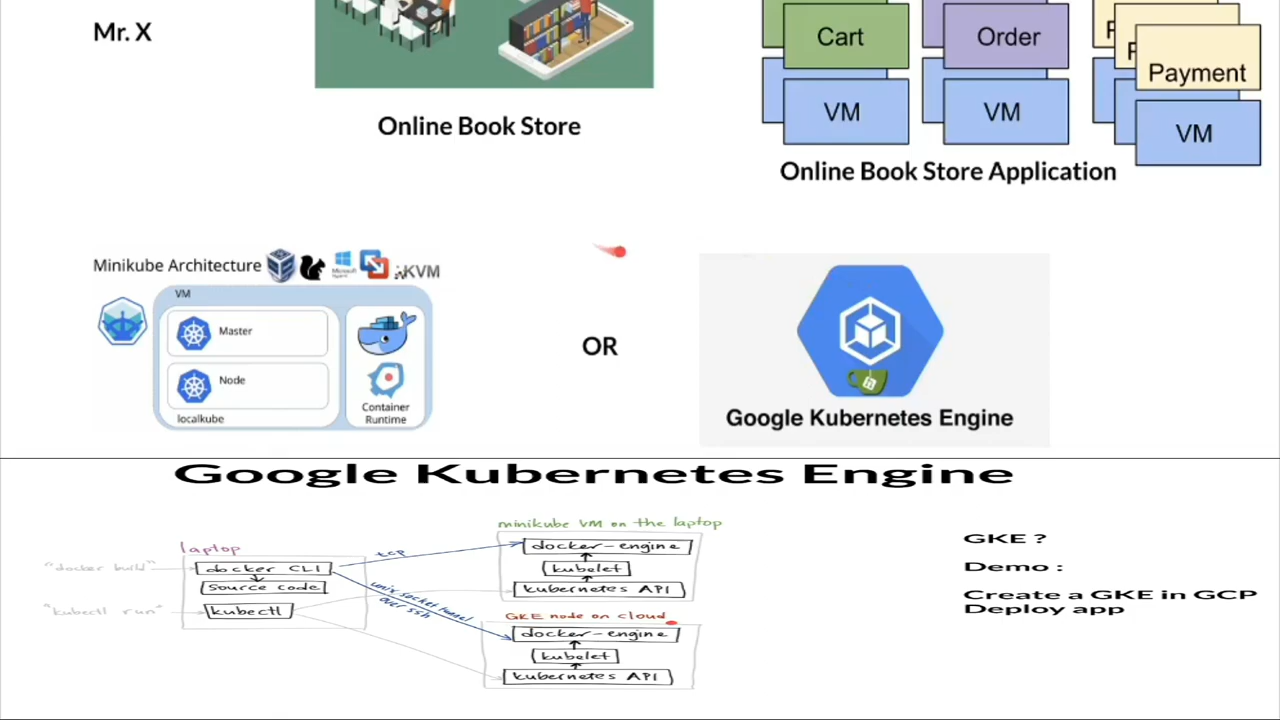 Mr. X
Online Book Store
Cart
Order
Payment
VM
VM
VM
Online Book Store Application
Minikube Architecture
KVM
VM
Master
Node
localkube
Container
Runtime
OR
Google Kubernetes Engine
Google Kubernetes Engine
laptop
"docker build"
docker CLI
source code
"kubectl run"
kubectl
tcp
unix socket tunnel
over ssh
minikube VM on the laptop
docker-engine
kubelet
kubernetes API
GKE node on cloud
docker-engine
kubelet
kubernetes API
GKE ?
Demo :
Create a GKE in GCP
Deploy app